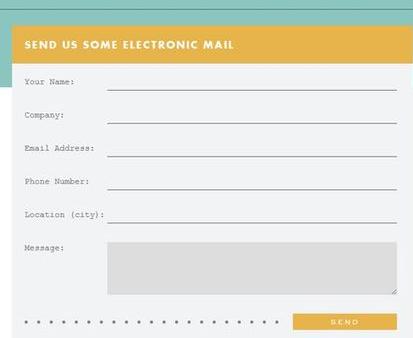 SEND US SOME ELECTRONIC MAIL
Your Name:
Company:
Email Address:
Phone Number:
Location (city):
Message:
SEND